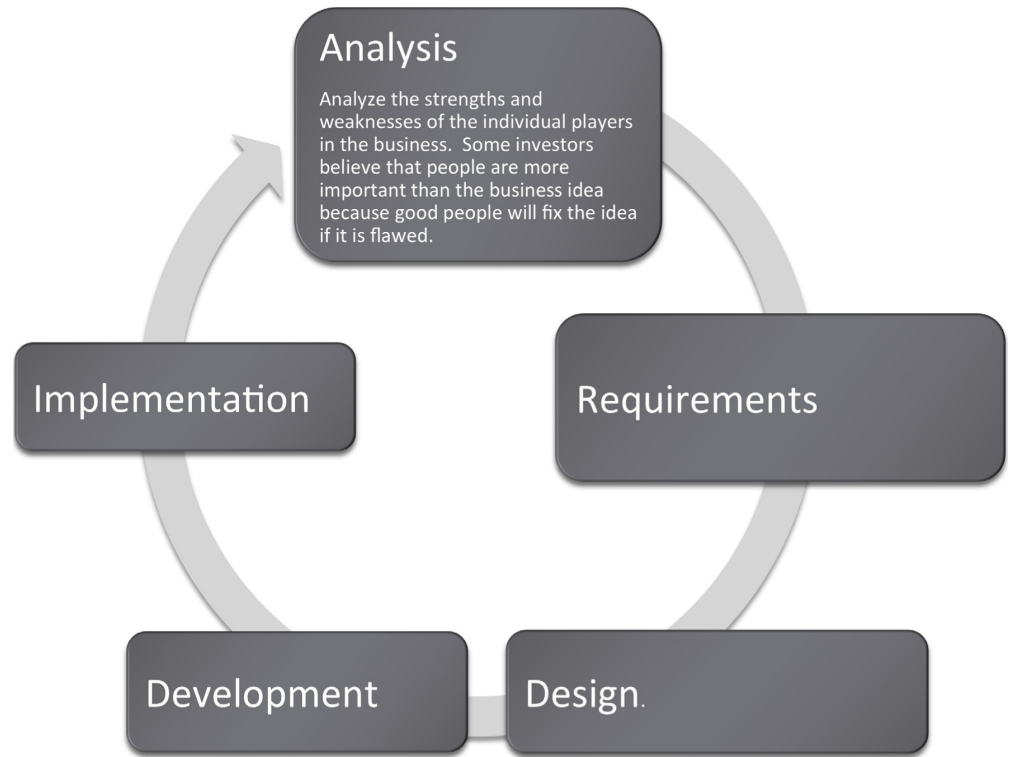 Analysis
Analyze the strengths and
weaknesses of the individual players
in the business.  Some investors
believe that people are more
important than the business idea
because good people will fix the idea
if it is flawed.
Requirements
Design.
Development
Implementation